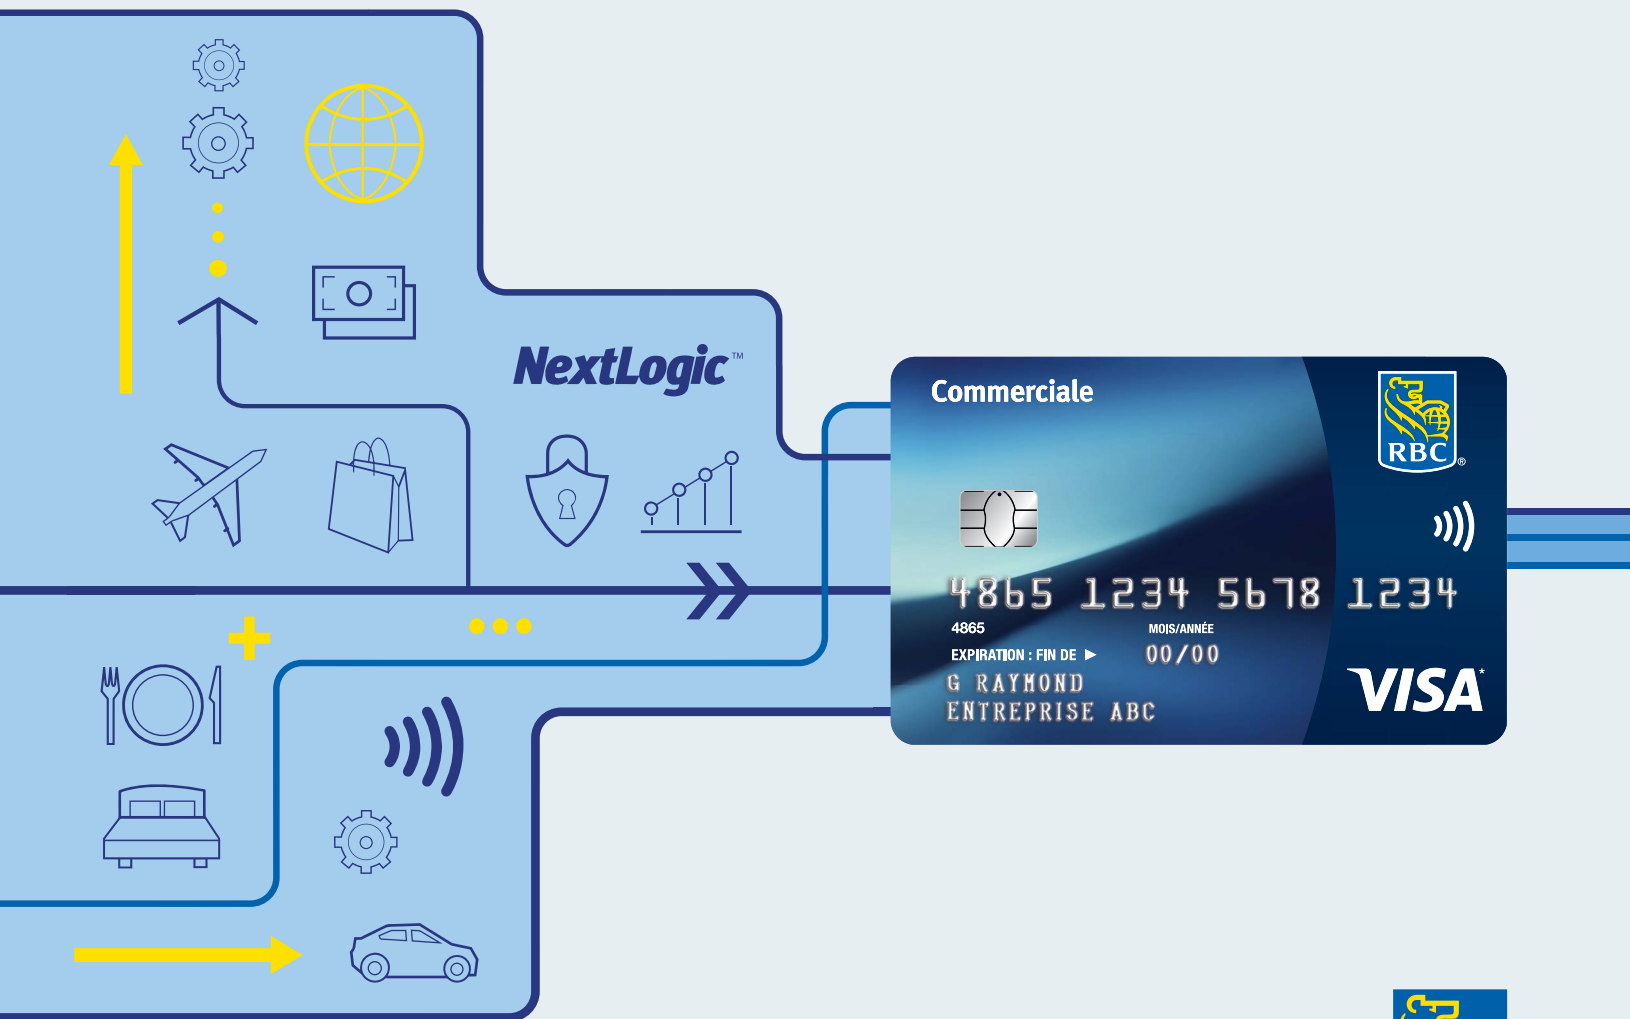 NextLogic™
Commerciale
RBC®
4865 1234 5678 1234
4865
MOIS/ANNÉE
EXPIRATION : FIN DE ▶ 00/00
G RAYMOND
ENTREPRISE ABC
VISA*